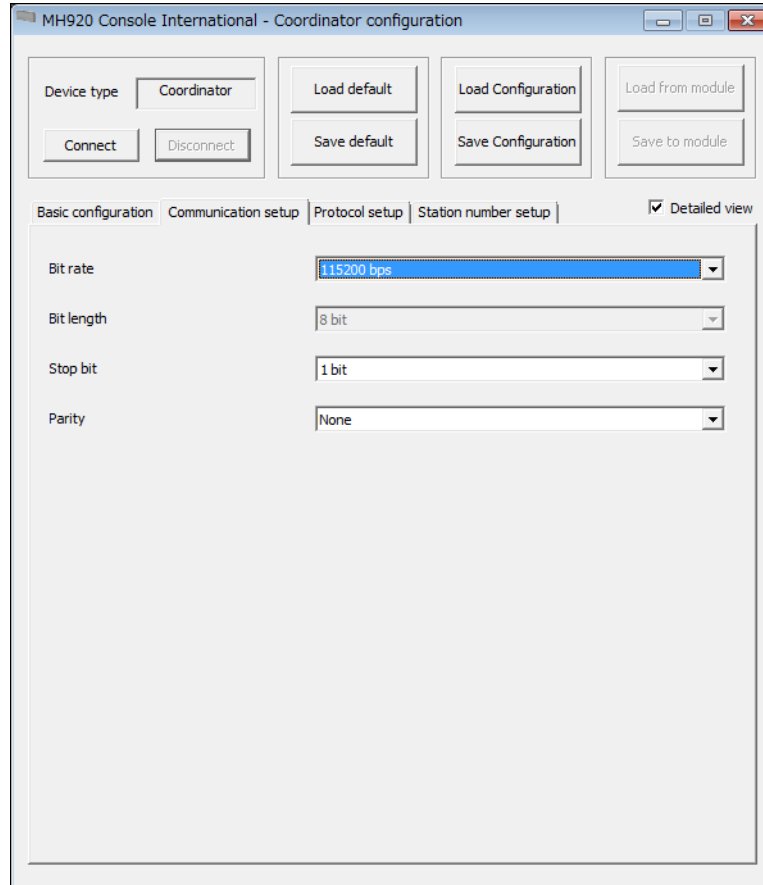 MH920 Console International - Coordinator configuration
Device type Coordinator Load default Load Configuration Load from module
Connect Disconnect Save default Save Configuration Save to module
Basic configuration Communication setup Protocol setup Station number setup Detailed view
Bit rate 115200 bps
Bit length 8 bit
Stop bit 1 bit
Parity None